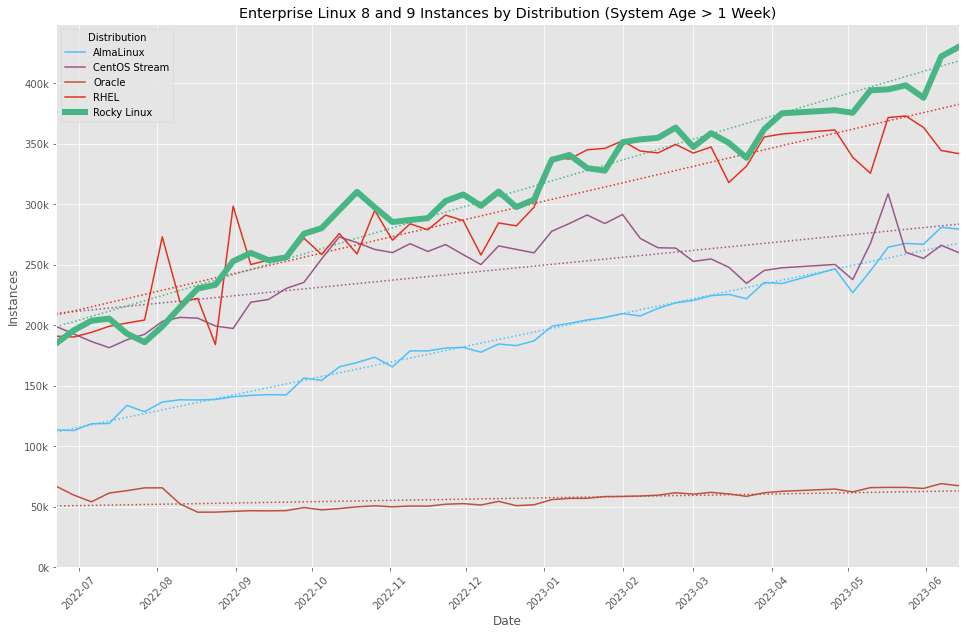 Enterprise Linux 8 and 9 Instances by Distribution (System Age > 1 Week)
Distribution
AlmaLinux
CentOS Stream
Oracle
RHEL
Rocky Linux
Instances
400k
350k
300k
250k
200k
150k
100k
50k
0k
2022-07
2022-08
2022-09
2022-10
2022-11
2022-12
2023-01
2023-02
2023-03
2023-04
2023-05
2023-06
Date